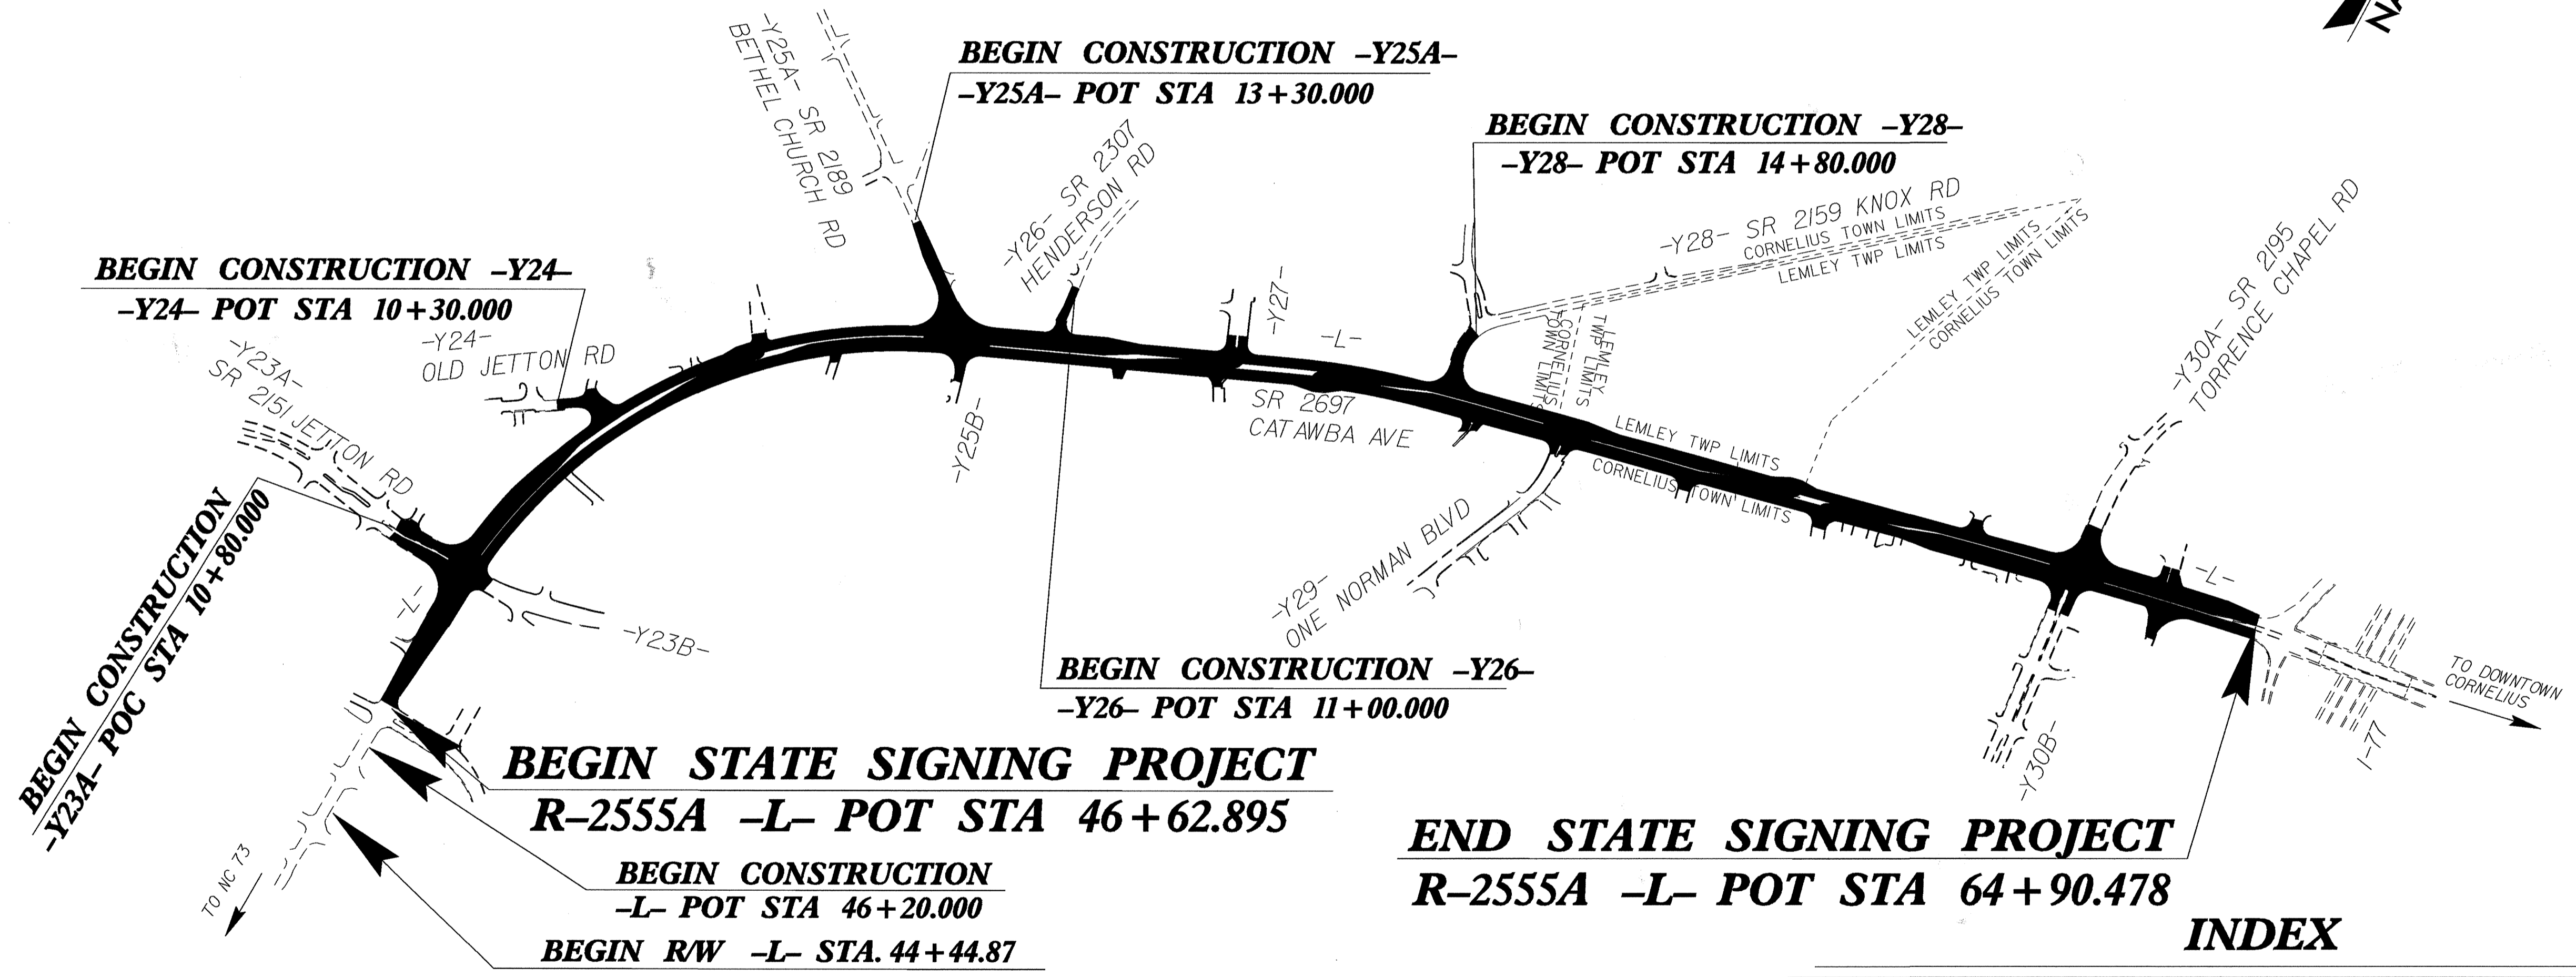 NA
-Y25A- SR 2189
BETHEL CHURCH RD
BEGIN CONSTRUCTION –Y25A–
–Y25A– POT STA 13+30.000
-Y26- SR 2307
HENDERSON RD
BEGIN CONSTRUCTION –Y28–
–Y28– POT STA 14+80.000
-Y28- SR 2159 KNOX RD
CORNELIUS TOWN LIMITS
LEMLEY TWP LIMITS
LEMLEY TWP LIMITS
CORNELIUS TOWN LIMITS
-Y30A- SR 2195
TORRENCE CHAPEL RD
BEGIN CONSTRUCTION –Y24–
–Y24– POT STA 10+30.000
-Y24-
OLD JETTON RD
-Y23A-
SR 2151 JETTON RD
-Y27-
-L-
CORNELIUS
TOWN LIMITS
LEMLEY
TWP LIMITS
SR 2697
CATAWBA AVE
-Y25B-
LEMLEY TWP LIMITS
CORNELIUS TOWN LIMITS
BEGIN CONSTRUCTION
–Y23A– POC STA 10+80.000
-L-
-Y23B-
-Y29-
ONE NORMAN BLVD
-L-
BEGIN CONSTRUCTION –Y26–
–Y26– POT STA 11+00.000
TO DOWNTOWN
CORNELIUS
I-77
-Y30B-
BEGIN STATE SIGNING PROJECT
R–2555A –L– POT STA 46+62.895
END STATE SIGNING PROJECT
R–2555A –L– POT STA 64+90.478
TO NC 73
BEGIN CONSTRUCTION
–L– POT STA 46+20.000
BEGIN R/W –L– STA. 44+44.87
INDEX